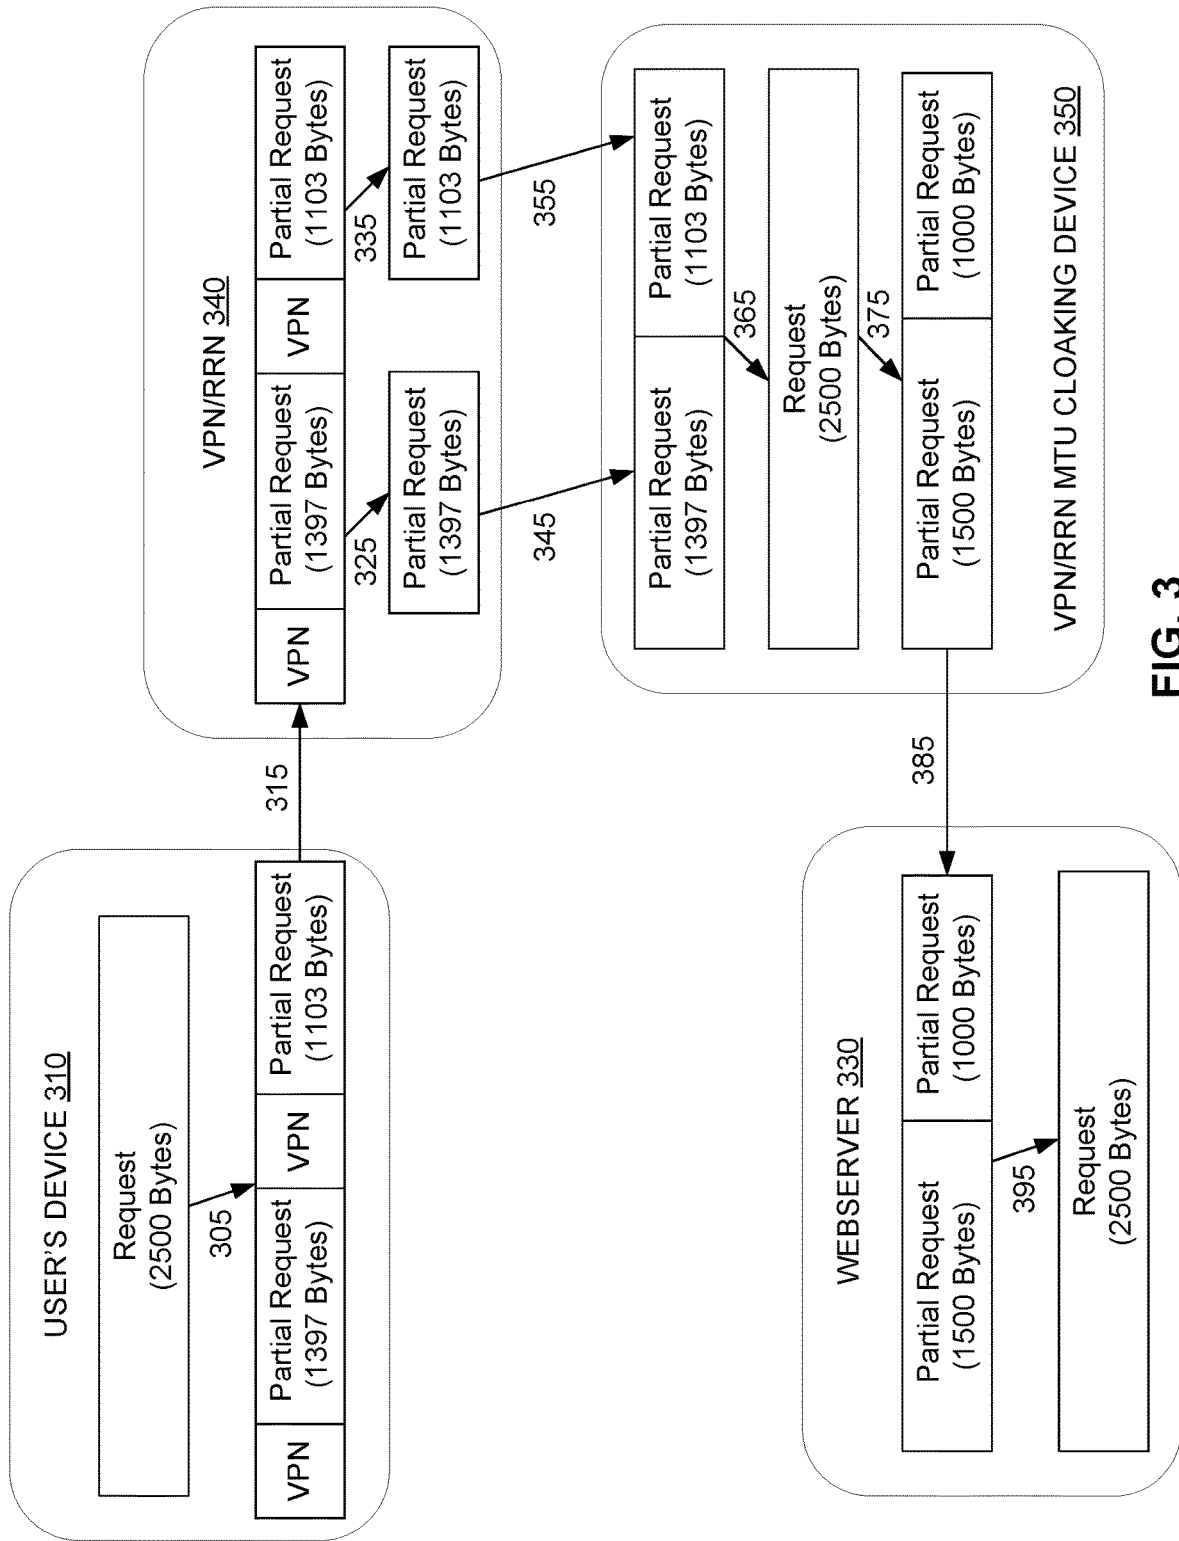 USER'S DEVICE 310
Request
(2500 Bytes)
305
VPN
Partial Request
(1397 Bytes)
VPN
Partial Request
(1103 Bytes)
315
VPN/RRN 340
VPN
Partial Request
(1397 Bytes)
VPN
Partial Request
(1103 Bytes)
325
335
Partial Request
(1397 Bytes)
Partial Request
(1103 Bytes)
345
355
Partial Request
(1397 Bytes)
Partial Request
(1103 Bytes)
365
Request
(2500 Bytes)
375
Partial Request
(1500 Bytes)
Partial Request
(1000 Bytes)
VPN/RRN MTU CLOAKING DEVICE 350
385
WEBSERVER 330
Partial Request
(1500 Bytes)
Partial Request
(1000 Bytes)
395
Request
(2500 Bytes)
FIG. 3